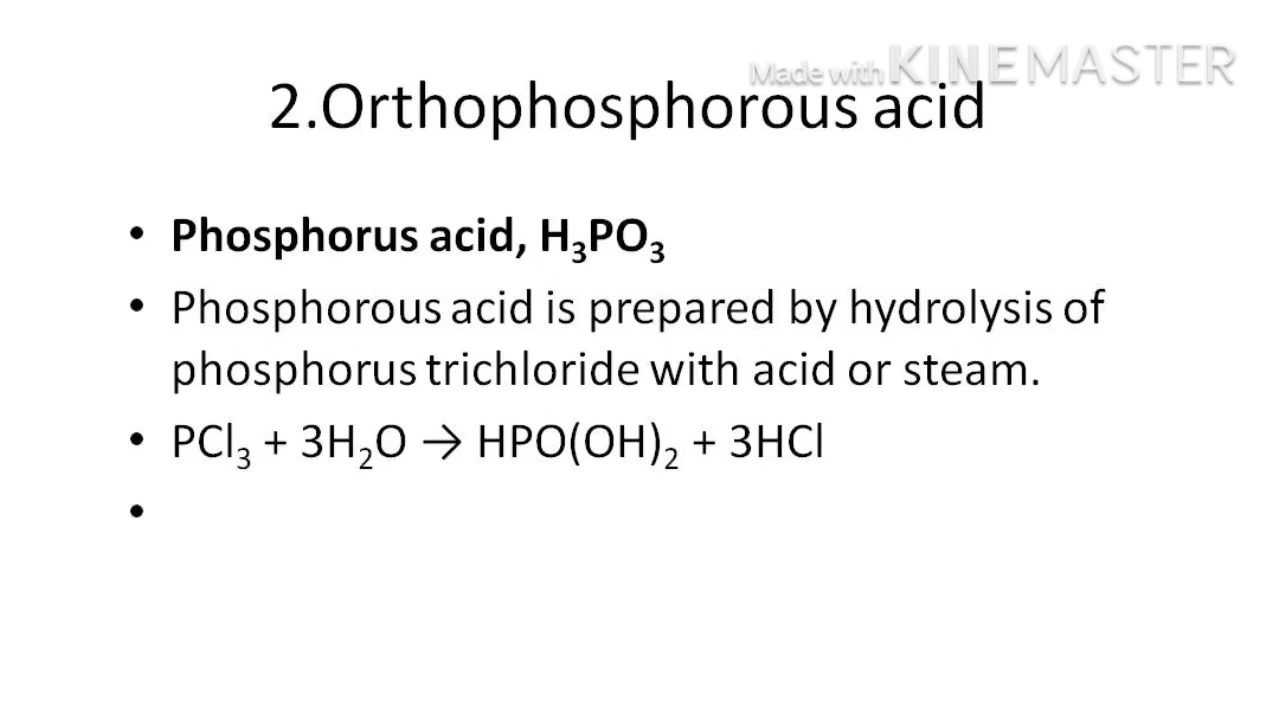 Made with KINEMASTER
2.Orthophosphorous acid
• Phosphorus acid, H₃PO₃
• Phosphorous acid is prepared by hydrolysis of
phosphorus trichloride with acid or steam.
• PCl₃ + 3H₂O → HPO(OH)₂ + 3HCl
•